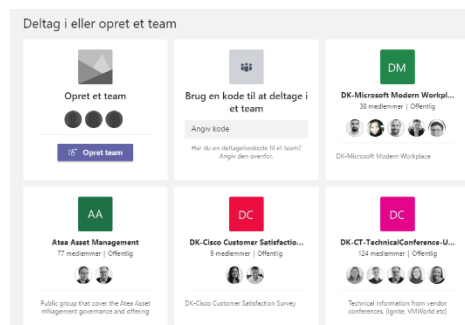 Deltag i eller opret et team
Opret et team
Opret team
Brug en kode til at deltage i
et team
Angiv kode
Har du en deltagelseskode til et team?
Angiv den ovenfor.
DM
DK-Microsoft Modern Workpl...
38 medlemmer | Offentlig
DK-Microsoft Modern Workplace
AA
Atea Asset Management
77 medlemmer | Offentlig
Public group that cover the Atea Asset
mNagement governance and offering
DC
DK-Cisco Customer Satisfactio...
9 medlemmer | Offentlig
DK-Cisco Customer Satisfaction Survey
DC
DK-CT-TechnicalConference-U...
124 medlemmer | Offentlig
Technical information from vendor
conferences. (Ignite, VMWorld etc)